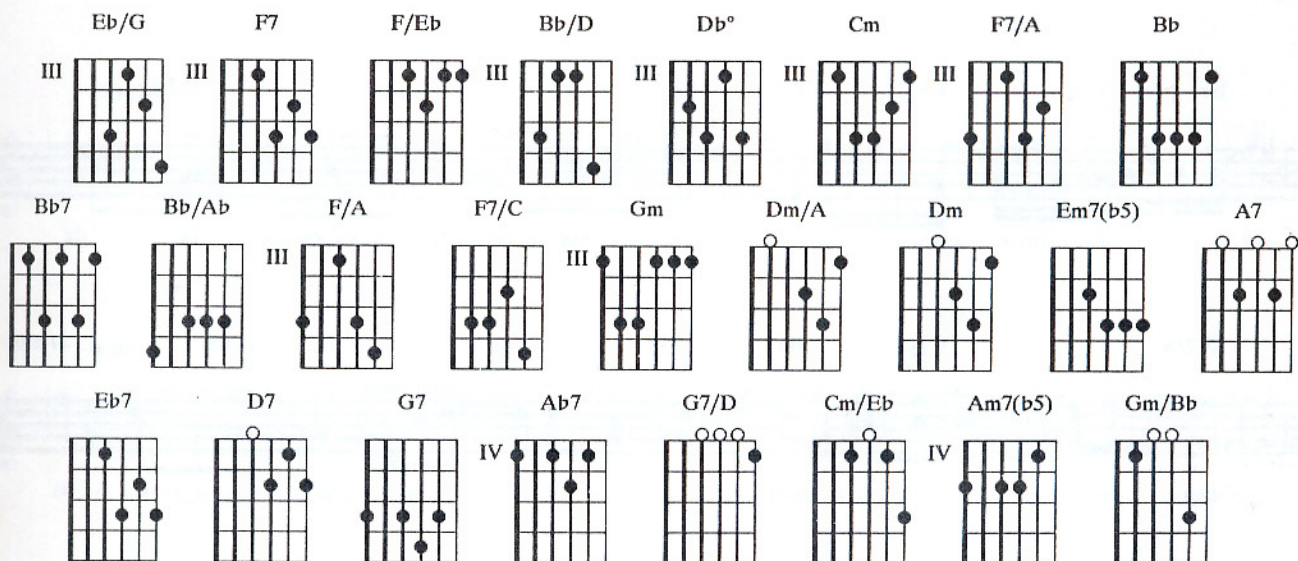 Eb/G F7 F/Eb Bb/D Dbº Cm F7/A Bb
III III III III III III
Bb7 Bb/Ab F/A F7/C Gm Dm/A Dm Em7(b5) A7
III III
Eb7 D7 G7 Ab7 G7/D Cm/Eb Am7(b5) Gm/Bb
IV IV